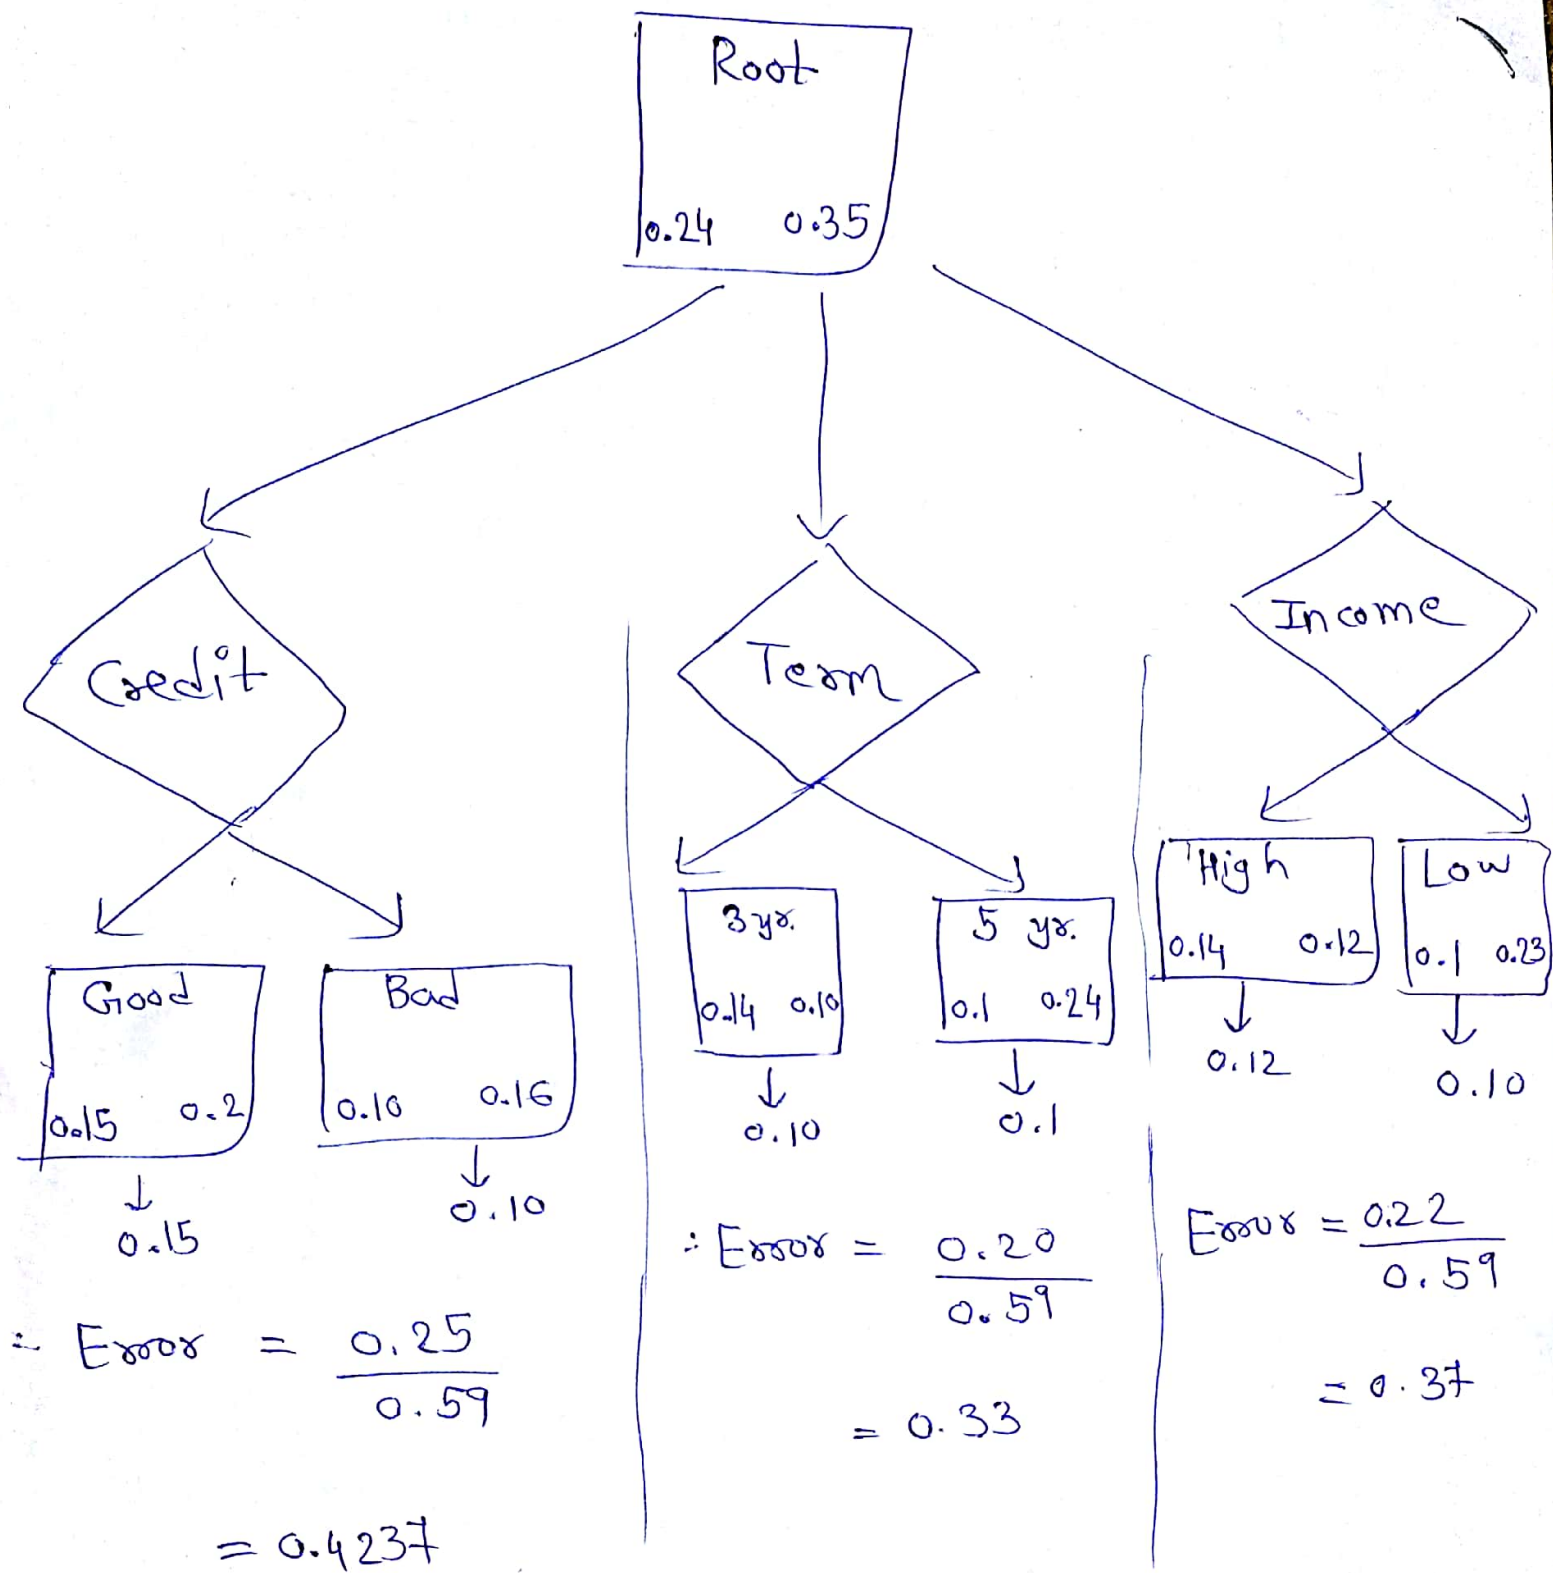 Root
0.24 0.35
Credit
Good
0.15 0.2
0.15
Bad
0.10 0.16
0.10
∴ Error = 0.25
0.59
= 0.4237
Term
3 yr.
0.14 0.10
0.10
5 yr.
0.1 0.24
0.1
∴ Error = 0.20
0.59
= 0.33
Income
High
0.14 0.12
0.12
Low
0.1 0.23
0.10
Error = 0.22
0.59
= 0.37